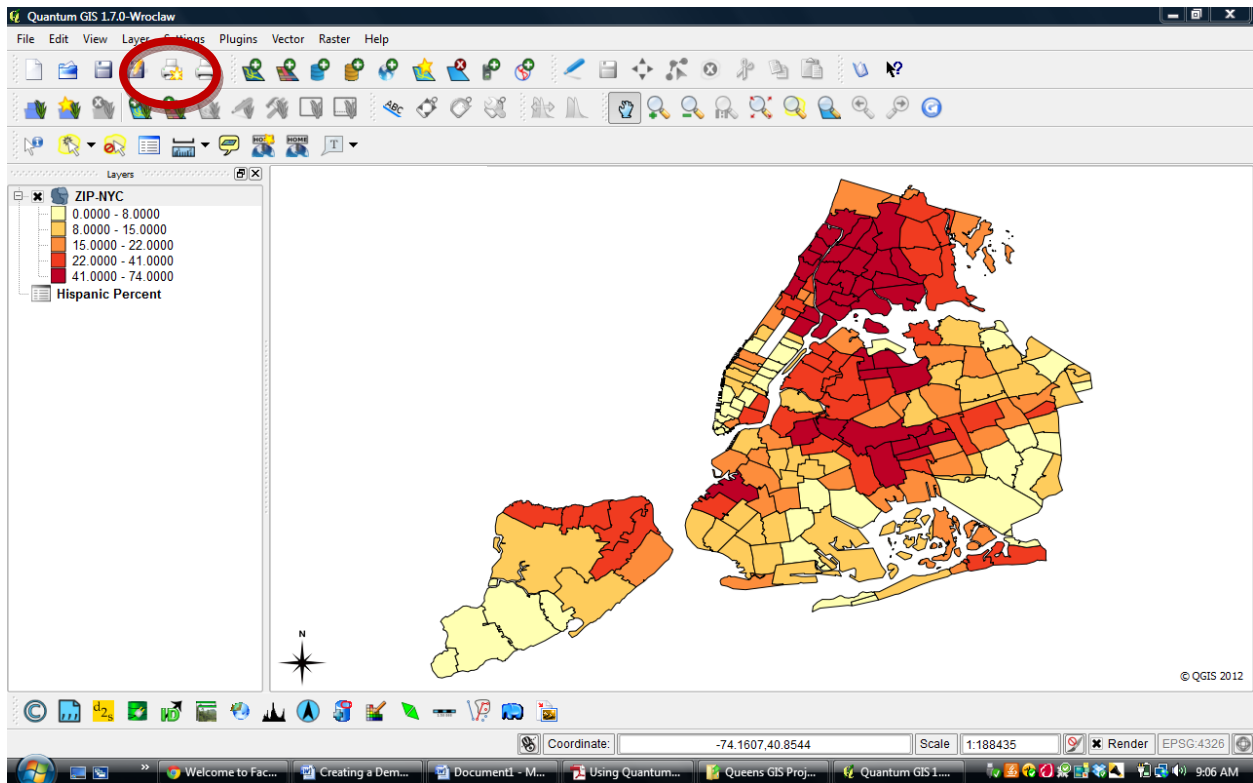 Quantum GIS 1.7.0-Wroclaw
File Edit View Layer Settings Plugins Vector Raster Help
ABC
HOME
T
Layers
ZIP-NYC
0.0000 - 8.0000
8.0000 - 15.0000
15.0000 - 22.0000
22.0000 - 41.0000
41.0000 - 74.0000
Hispanic Percent
N
© QGIS 2012
Coordinate: -74.1607,40.8544 Scale 1:188435 Render EPSG:4326
Welcome to Fac... Creating a Dem... Document1 - M... Using Quantum... Queens GIS Proj... Quantum GIS 1.... 9:06 AM